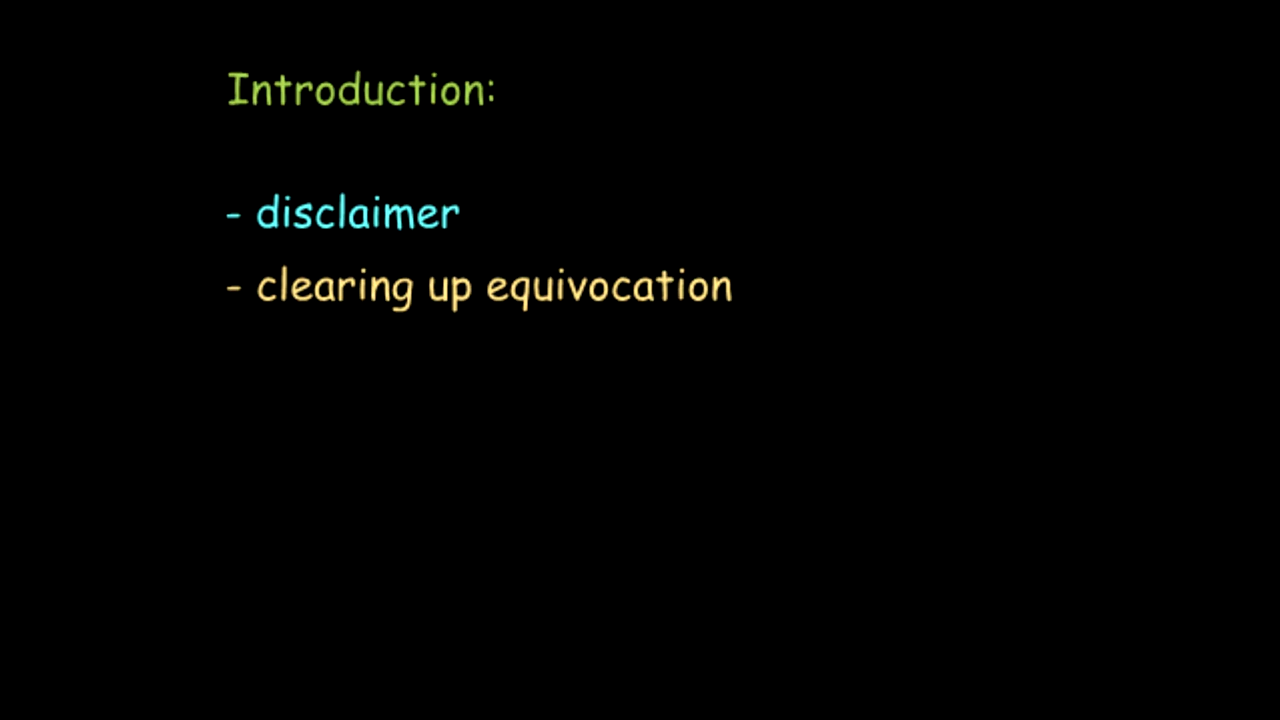 Introduction:
- disclaimer
- clearing up equivocation